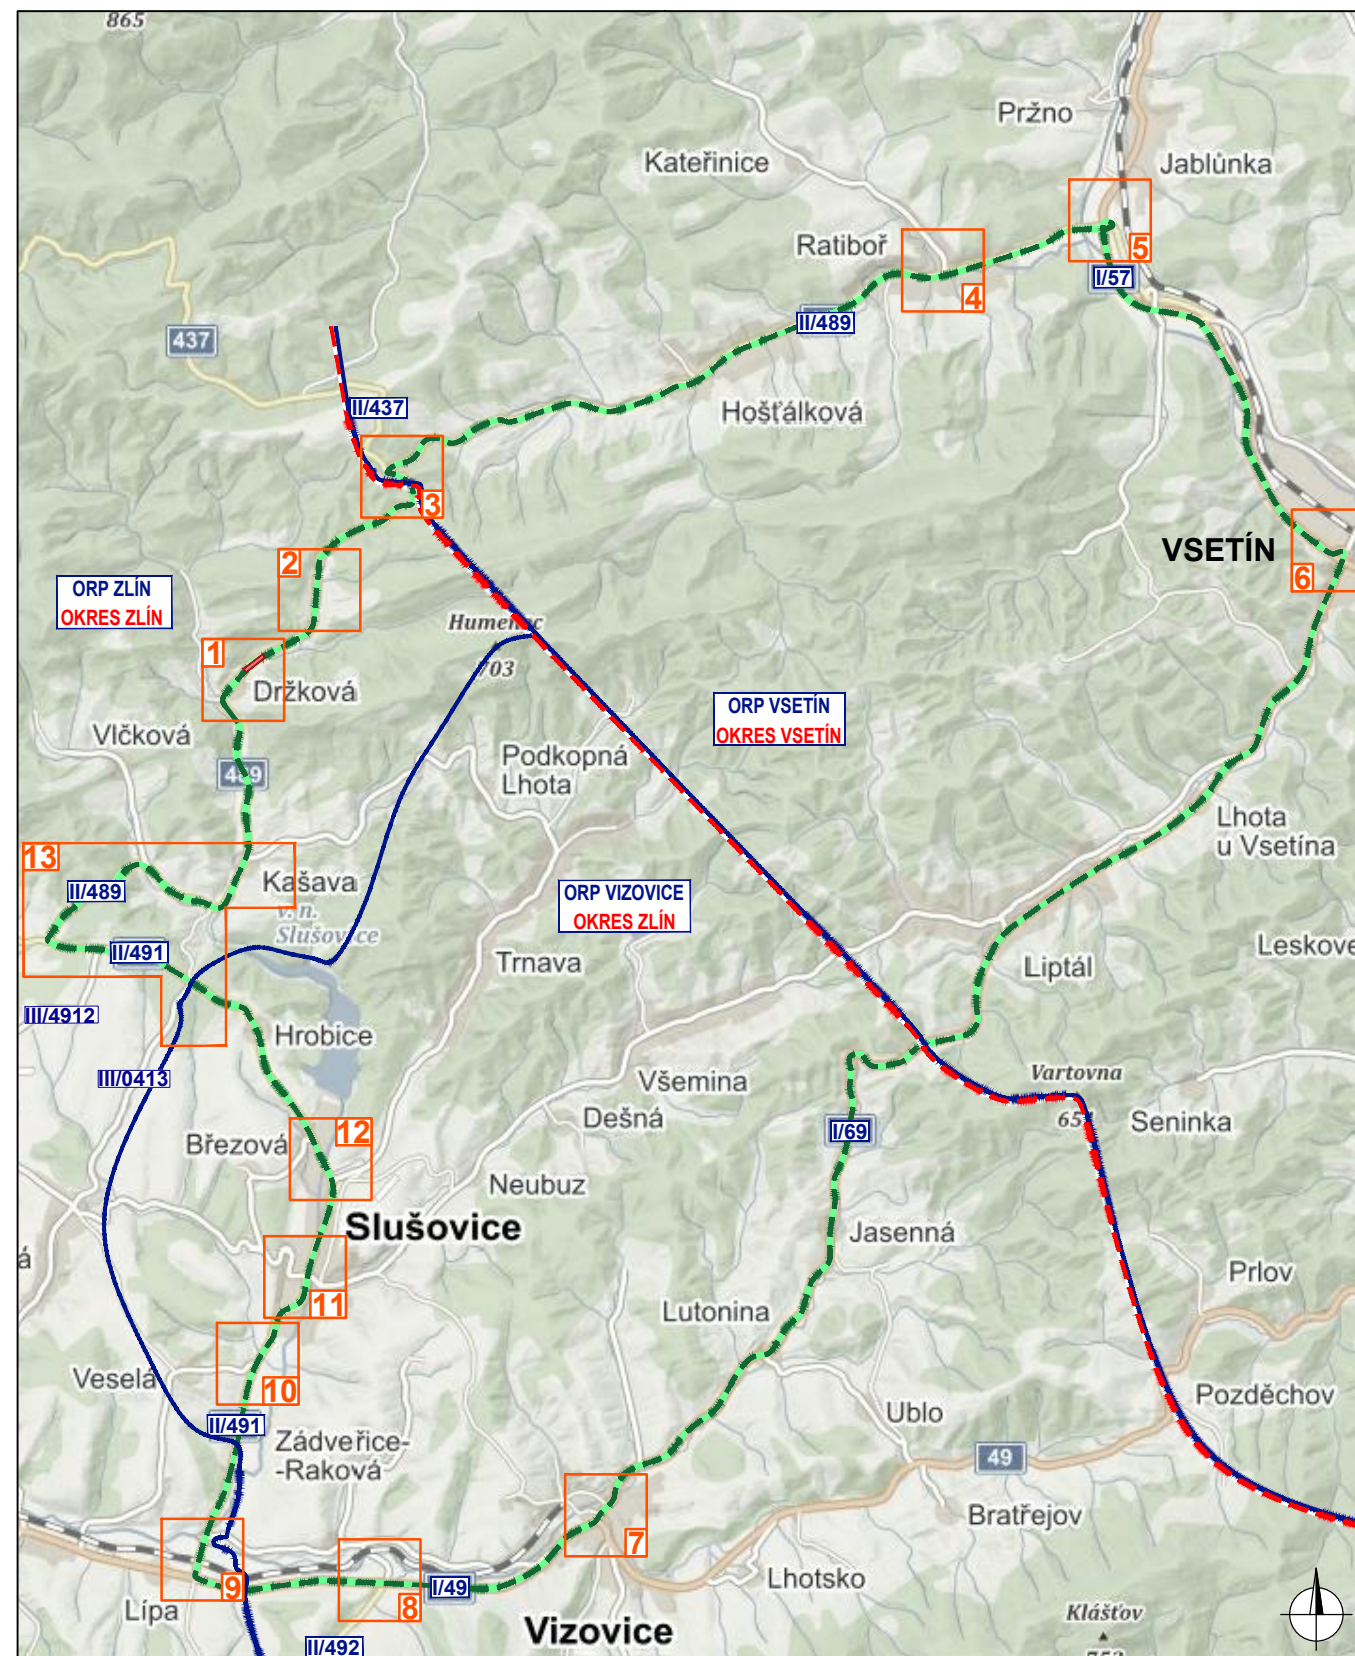 865
Pržno
Kateřinice
Jablůnka
Ratiboř
5
4
I/57
II/489
437
II/437
Hošťálková
3
VSETÍN
2
6
ORP ZLÍN
OKRES ZLÍN
Humenec
703
1
Držková
ORP VSETÍN
OKRES VSETÍN
Vlčková
Podkopná
Lhota
489
Lhota
u Vsetína
13
Kašava
II/489
ORP VIZOVICE
OKRES ZLÍN
v. n.
Slušovice
II/491
Trnava
Leskove
Liptál
III/4912
Hrobice
III/0413
Všemina
Vartovna
651
Dešná
Seninka
I/69
12
Březová
Neubuz
Slušovice
Jasenná
á
Prlov
11
Lutonina
Veselá
10
Pozděchov
Ublo
II/491
Zádveřice-
-Raková
49
Bratřejov
7
Lhotsko
9
I/49
8
Lípa
Klášťov
Vizovice
II/492
753